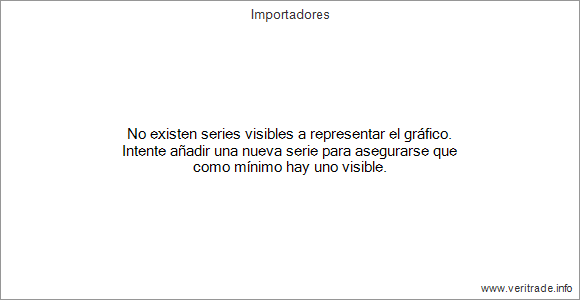 Importadores
No existen series visibles a representar el gráfico.
Intente añadir una nueva serie para asegurarse que
como mínimo hay uno visible.
www.veritrade.info